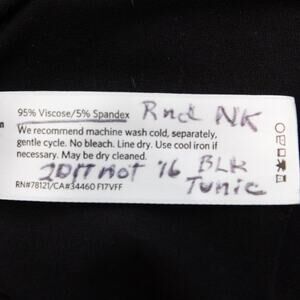 95% Viscose/5% Spandex Rnd NK
We recommend machine wash cold, separately,
gentle cycle. No bleach. Line dry. Use cool iron if
necessary. May be dry cleaned.
2017 not '16 BLK
Tunic
RN#78121/CA#34460 F17VFF